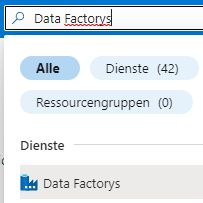 Data Factorys
Alle Dienste (42)
Ressourcengruppen (0)
Dienste
Data Factorys